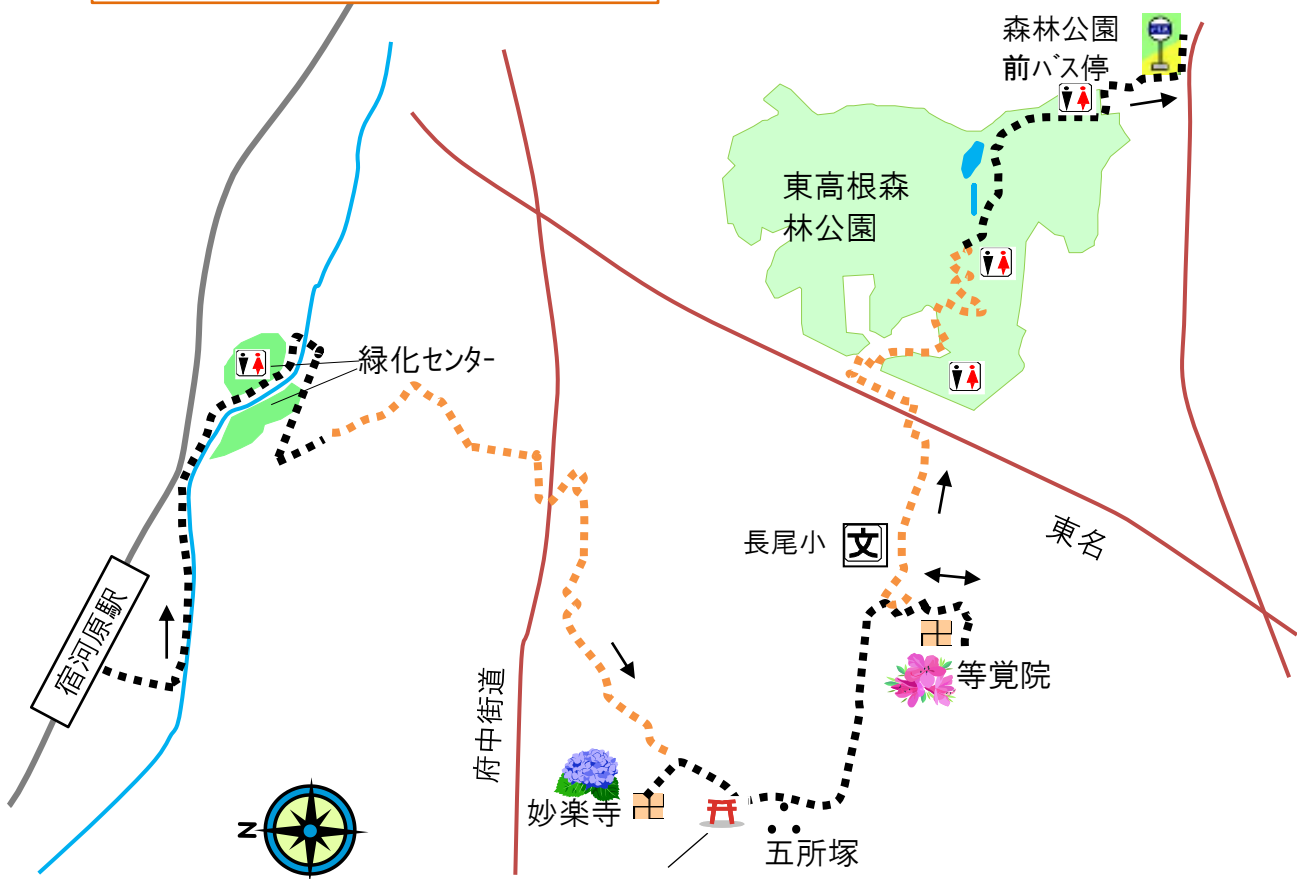 森林公園
前バス停
東高根森
林公園
緑化センター
長尾小
文
東名
宿河原駅
等覚院
府中街道
妙楽寺
五所塚
N